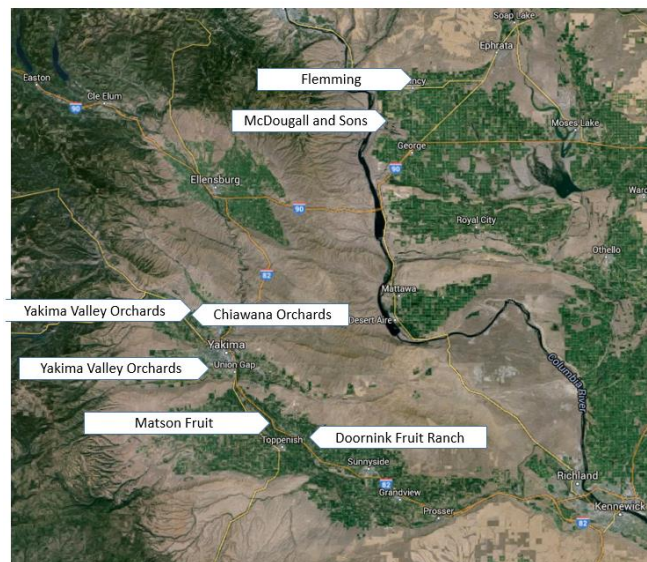 Soap Lake
Ephrata
Flemming
ncy
Easton
Cle Elum
90
McDougall and Sons
Moses Lake
George
90
Ellensburg
90
Royal City
Othello
82
Mattawa
Yakima Valley Orchards
Chiawana Orchards
Desert Aire
Yakima
Columbia River
Union Gap
Yakima Valley Orchards
Matson Fruit
Doornink Fruit Ranch
Toppenish
Sunnyside
82
Grandview
Richland
Prosser
Kennewick
82